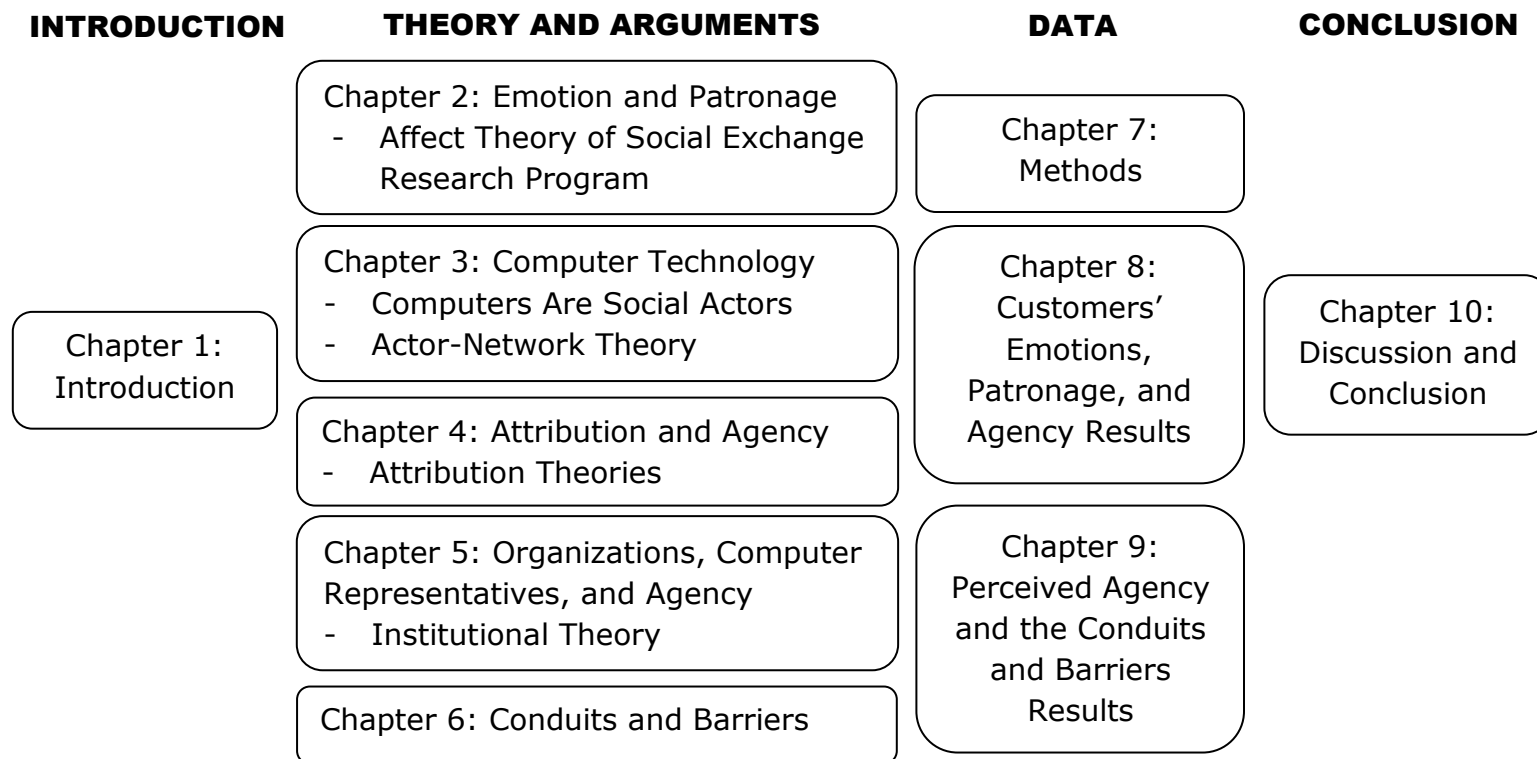 INTRODUCTION
THEORY AND ARGUMENTS
DATA
CONCLUSION
Chapter 1:
Introduction
Chapter 2: Emotion and Patronage
- Affect Theory of Social Exchange
Research Program
Chapter 3: Computer Technology
- Computers Are Social Actors
- Actor-Network Theory
Chapter 4: Attribution and Agency
- Attribution Theories
Chapter 5: Organizations, Computer
Representatives, and Agency
- Institutional Theory
Chapter 6: Conduits and Barriers
Chapter 7:
Methods
Chapter 8:
Customers’
Emotions,
Patronage, and
Agency Results
Chapter 9:
Perceived Agency
and the Conduits
and Barriers
Results
Chapter 10:
Discussion and
Conclusion